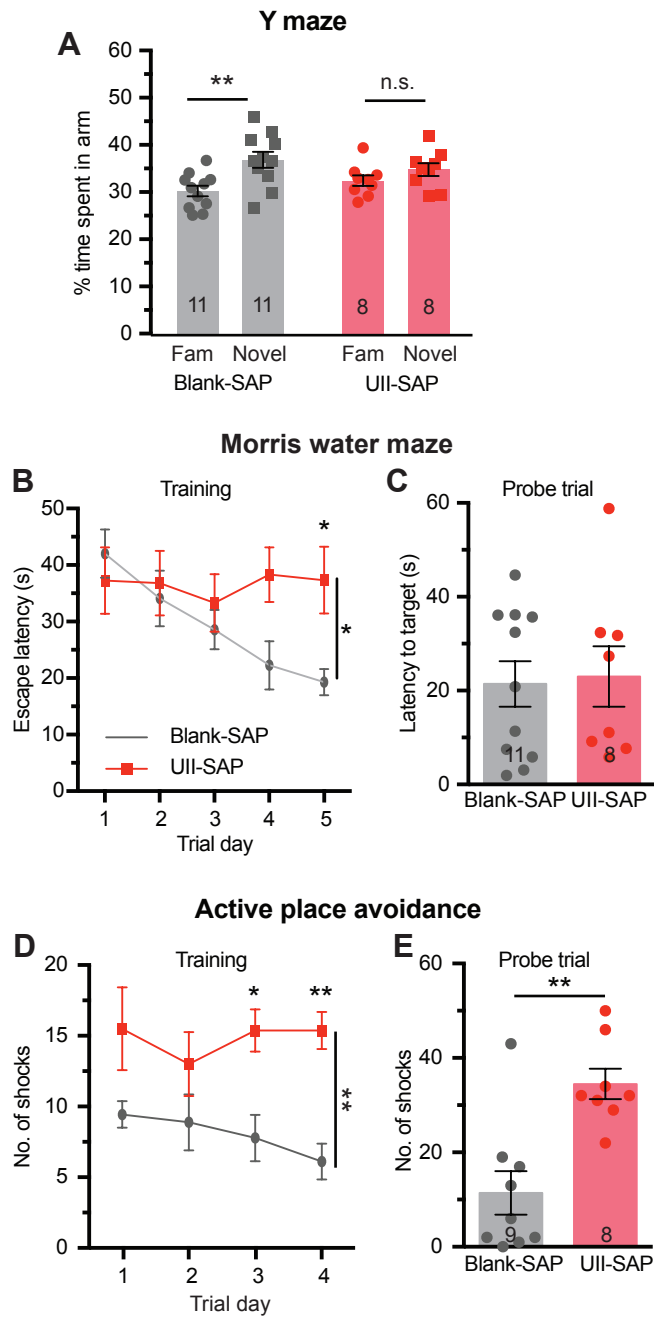 Y maze
A
% time spent in arm
60
50
40
30
20
10
0
**
n.s.
11
11
8
8
Fam
Novel
Fam
Novel
Blank-SAP
UII-SAP
Morris water maze
B
Training
Escape latency (s)
50
40
30
20
10
0
*
*
Blank-SAP
UII-SAP
1
2
3
4
5
Trial day
C
Probe trial
Latency to target (s)
60
40
20
0
11
8
Blank-SAP
UII-SAP
Active place avoidance
D
Training
No. of shocks
20
15
10
5
0
*
**
**
1
2
3
4
Trial day
E
Probe trial
No. of shocks
60
40
20
0
**
9
8
Blank-SAP
UII-SAP